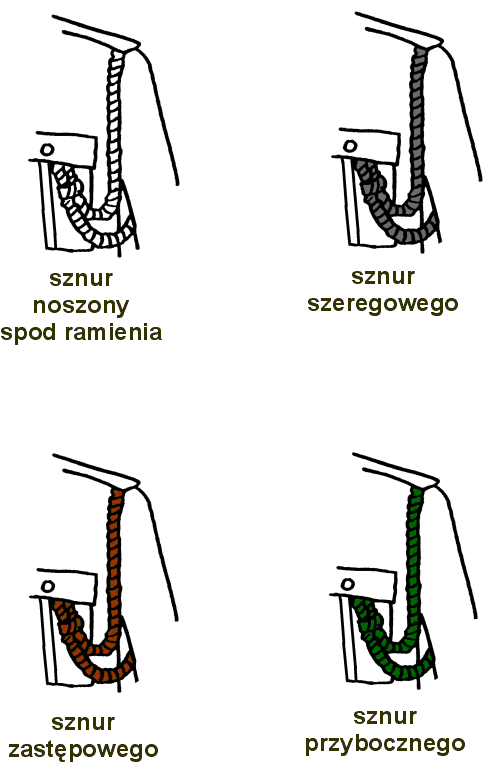 sznur
noszony
spod ramienia
sznur
szeregowego
sznur
zastępowego
sznur
przybocznego